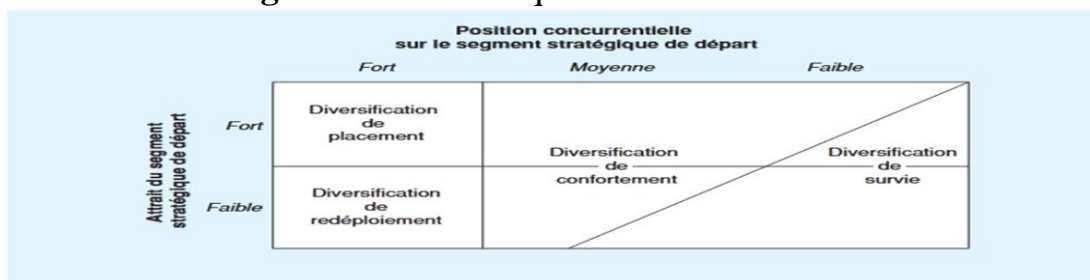 Position concurrentielle
sur le segment stratégique de départ
Fort Moyenne Faible
Attrait du segment
stratégique de départ
Fort
Diversification
de
placement
Diversification
de
confortement
Diversification
de
survie
Faible
Diversification
de
redéploiement